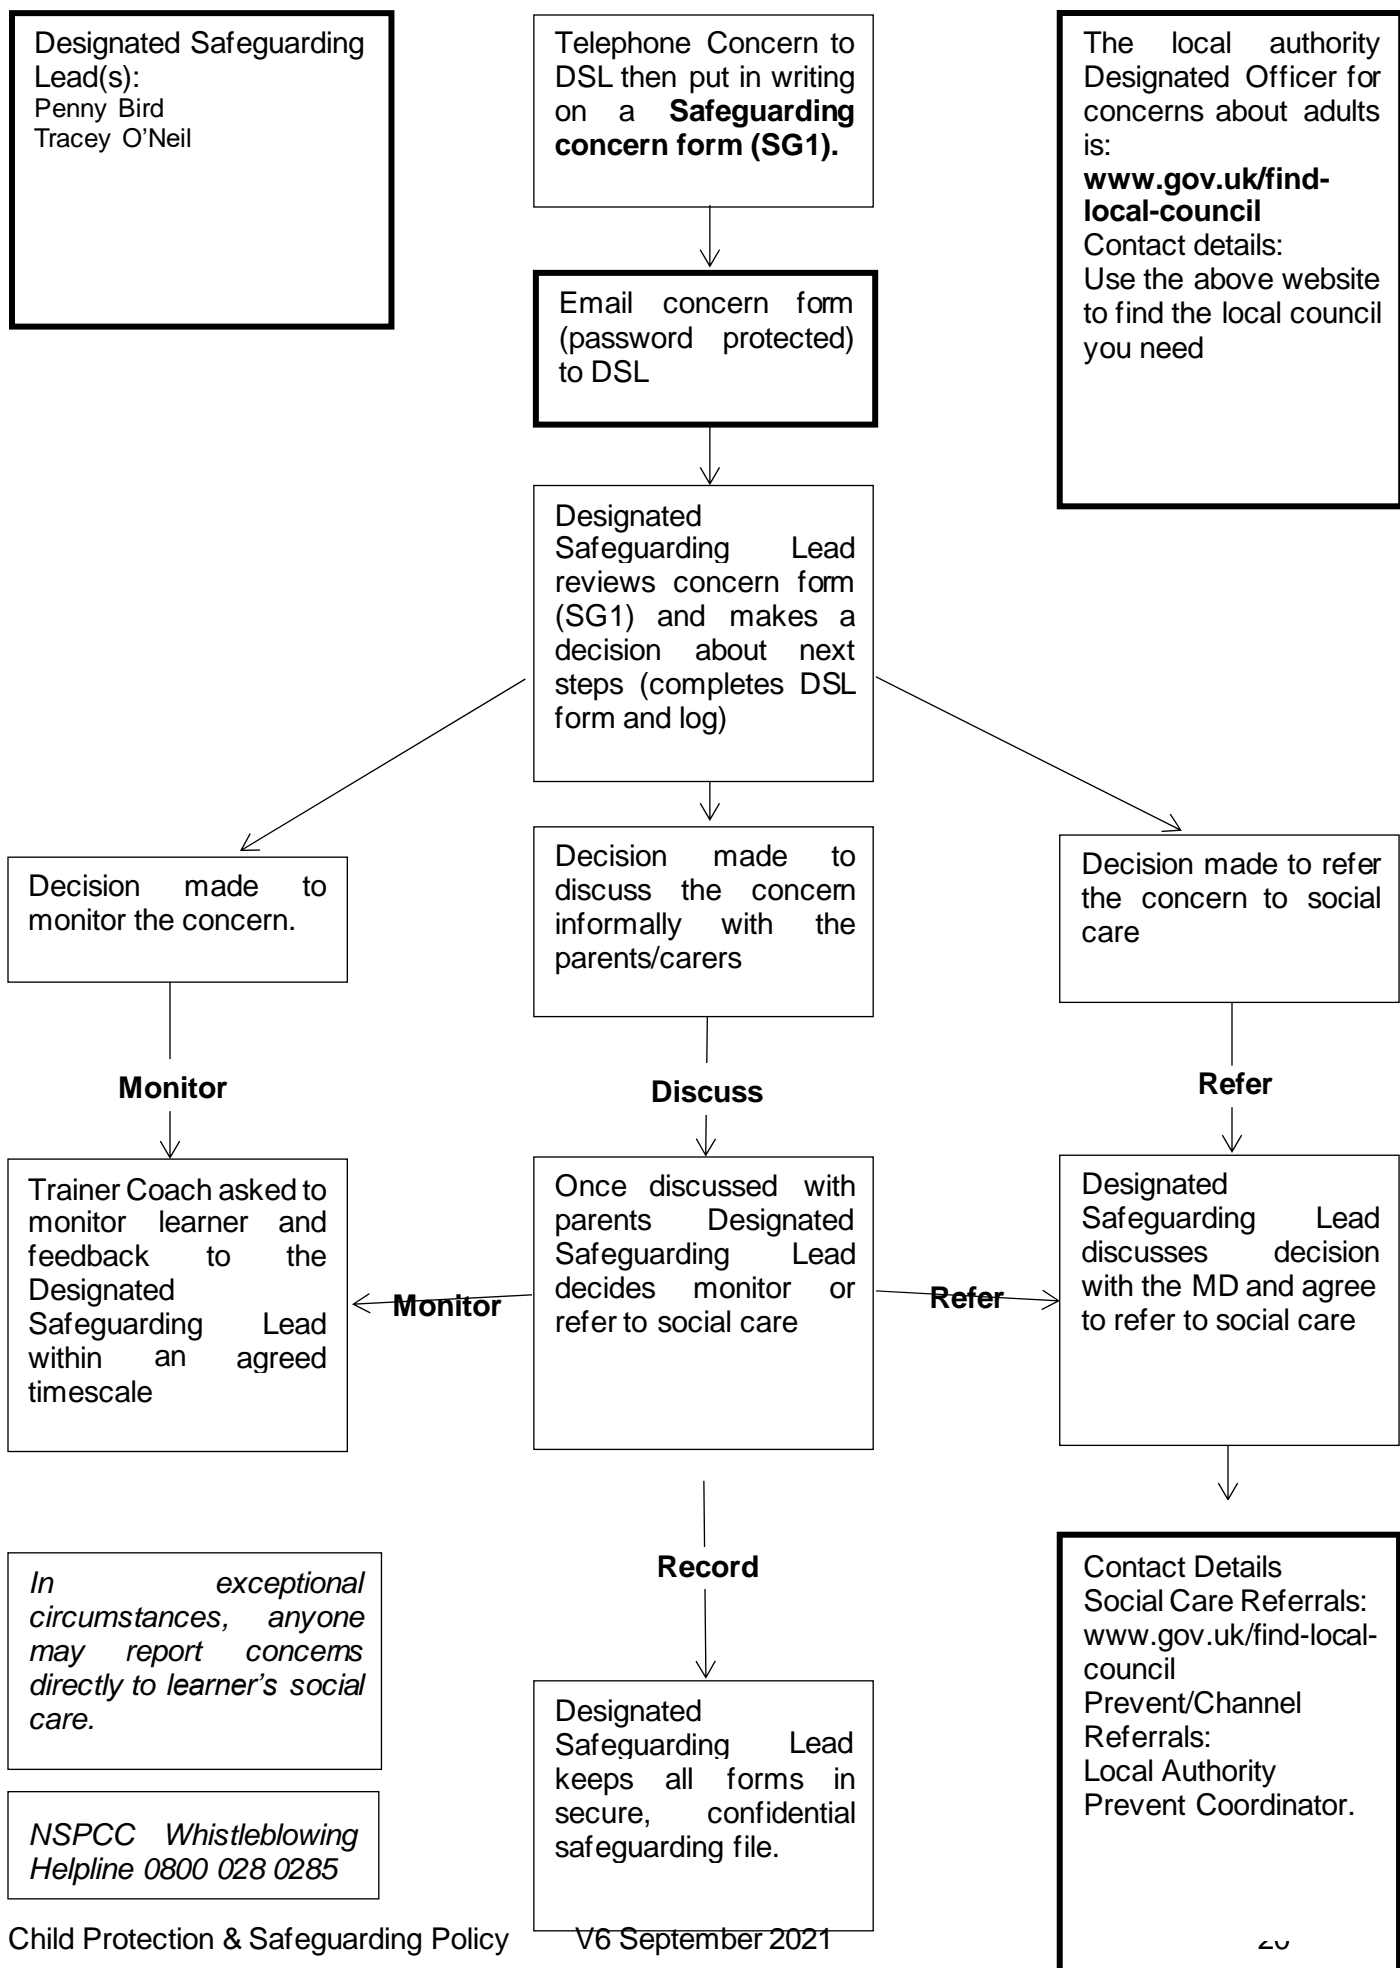 Designated Safeguarding
Lead(s):
Penny Bird
Tracey O'Neil
Telephone Concern to
DSL then put in writing
on a Safeguarding
concern form (SG1).
The local authority
Designated Officer for
concerns about adults
is:
www.gov.uk/find-
local-council
Contact details:
Use the above website
to find the local council
you need
Email concern form
(password protected)
to DSL
Designated
Safeguarding Lead
reviews concern form
(SG1) and makes a
decision about next
steps (completes DSL
form and log)
Decision made to
monitor the concern.
Decision made to
discuss the concern
informally with the
parents/carers
Decision made to refer
the concern to social
care
Monitor
Discuss
Refer
Trainer Coach asked to
monitor learner and
feedback to the
Designated
Safeguarding Lead
within an agreed
timescale
Monitor
Once discussed with
parents Designated
Safeguarding Lead
decides monitor or
refer to social care
Refer
Designated
Safeguarding Lead
discusses decision
with the MD and agree
to refer to social care
Record
In exceptional
circumstances, anyone
may report concerns
directly to learner's social
care.
NSPCC Whistleblowing
Helpline 0800 028 0285
Designated
Safeguarding Lead
keeps all forms in
secure, confidential
safeguarding file.
Contact Details
Social Care Referrals:
www.gov.uk/find-local-
council
Prevent/Channel
Referrals:
Local Authority
Prevent Coordinator.
Child Protection & Safeguarding Policy V6 September 2021